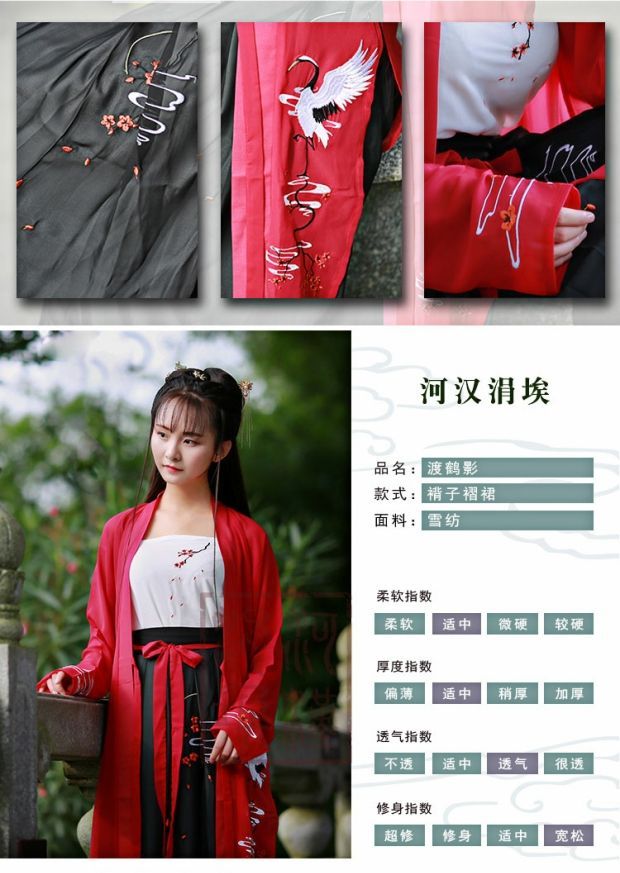 河汉涓埃
品名：渡鹤影
款式：褙子褶裙
面料：雪纺
柔软指数
柔软 适中 微硬 较硬
厚度指数
偏薄 适中 稍厚 加厚
透气指数
不透 适中 透气 很透
修身指数
超修 修身 适中 宽松